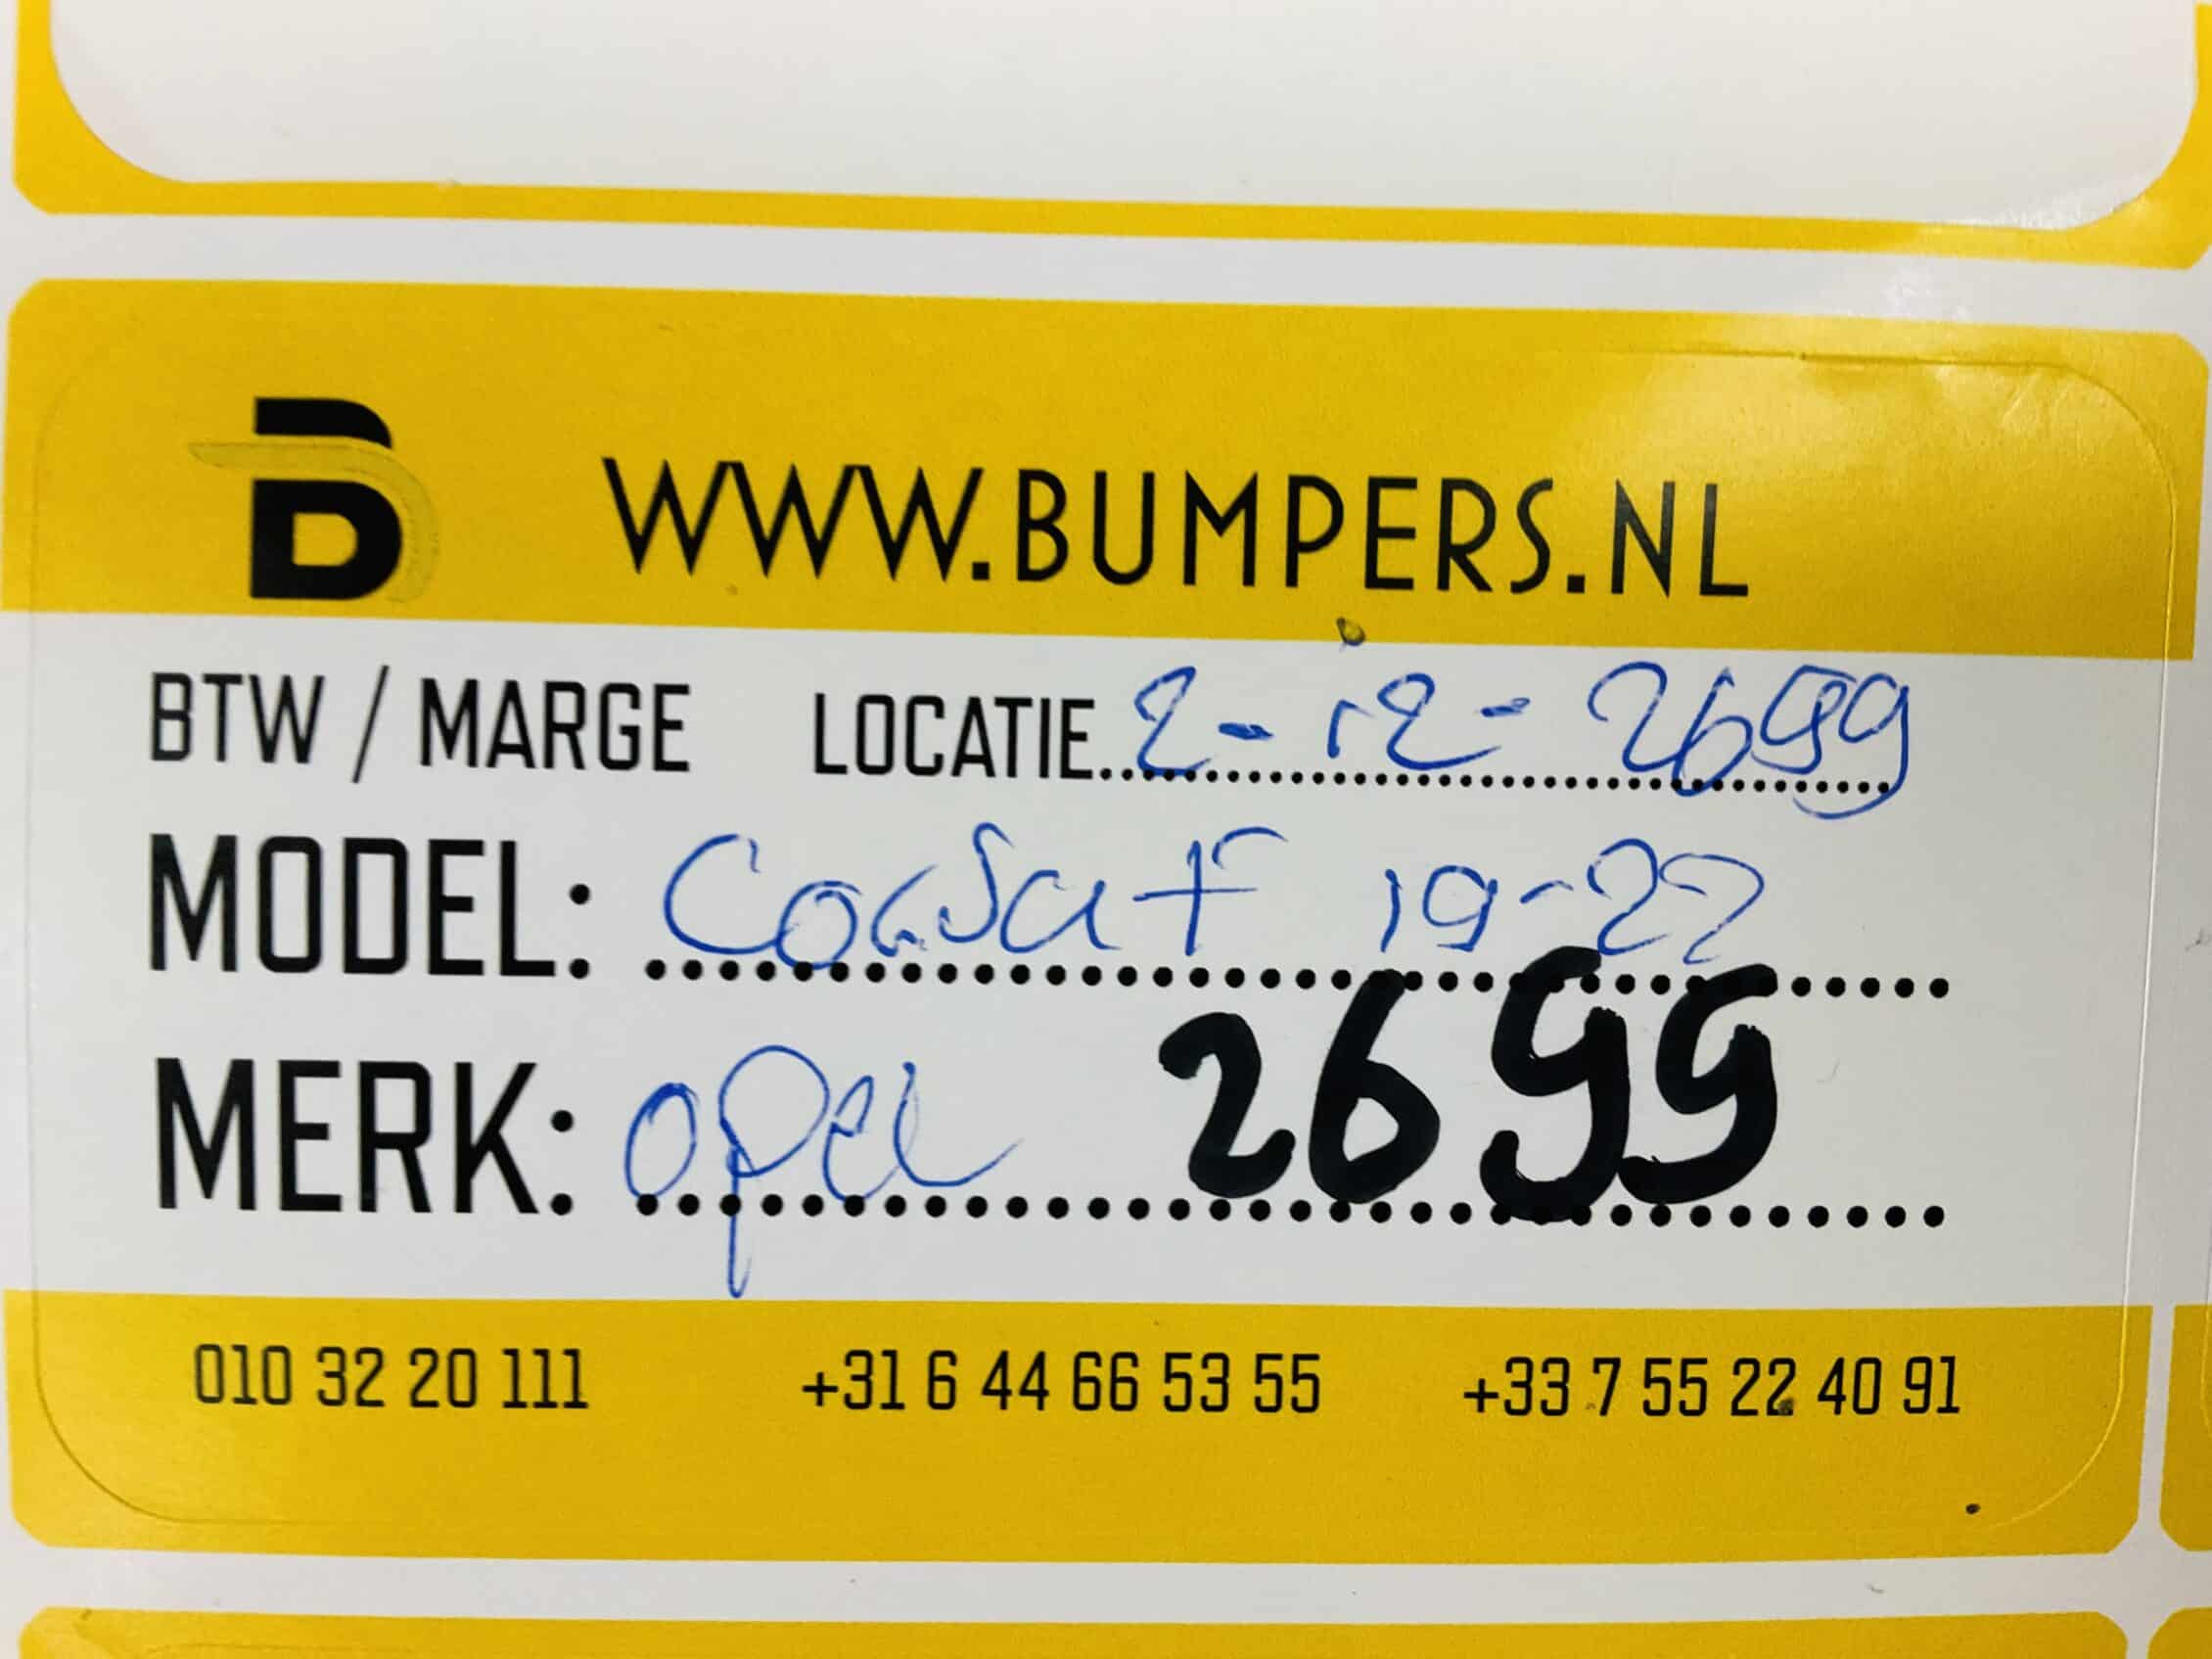 B WWW.BUMPERS.NL
BTW / MARGE LOCATIE 2-12-2699
MODEL: Corsa F 19-22
MERK: opel 2699
010 32 20 111 +31 6 44 66 53 55 +33 7 55 22 40 91